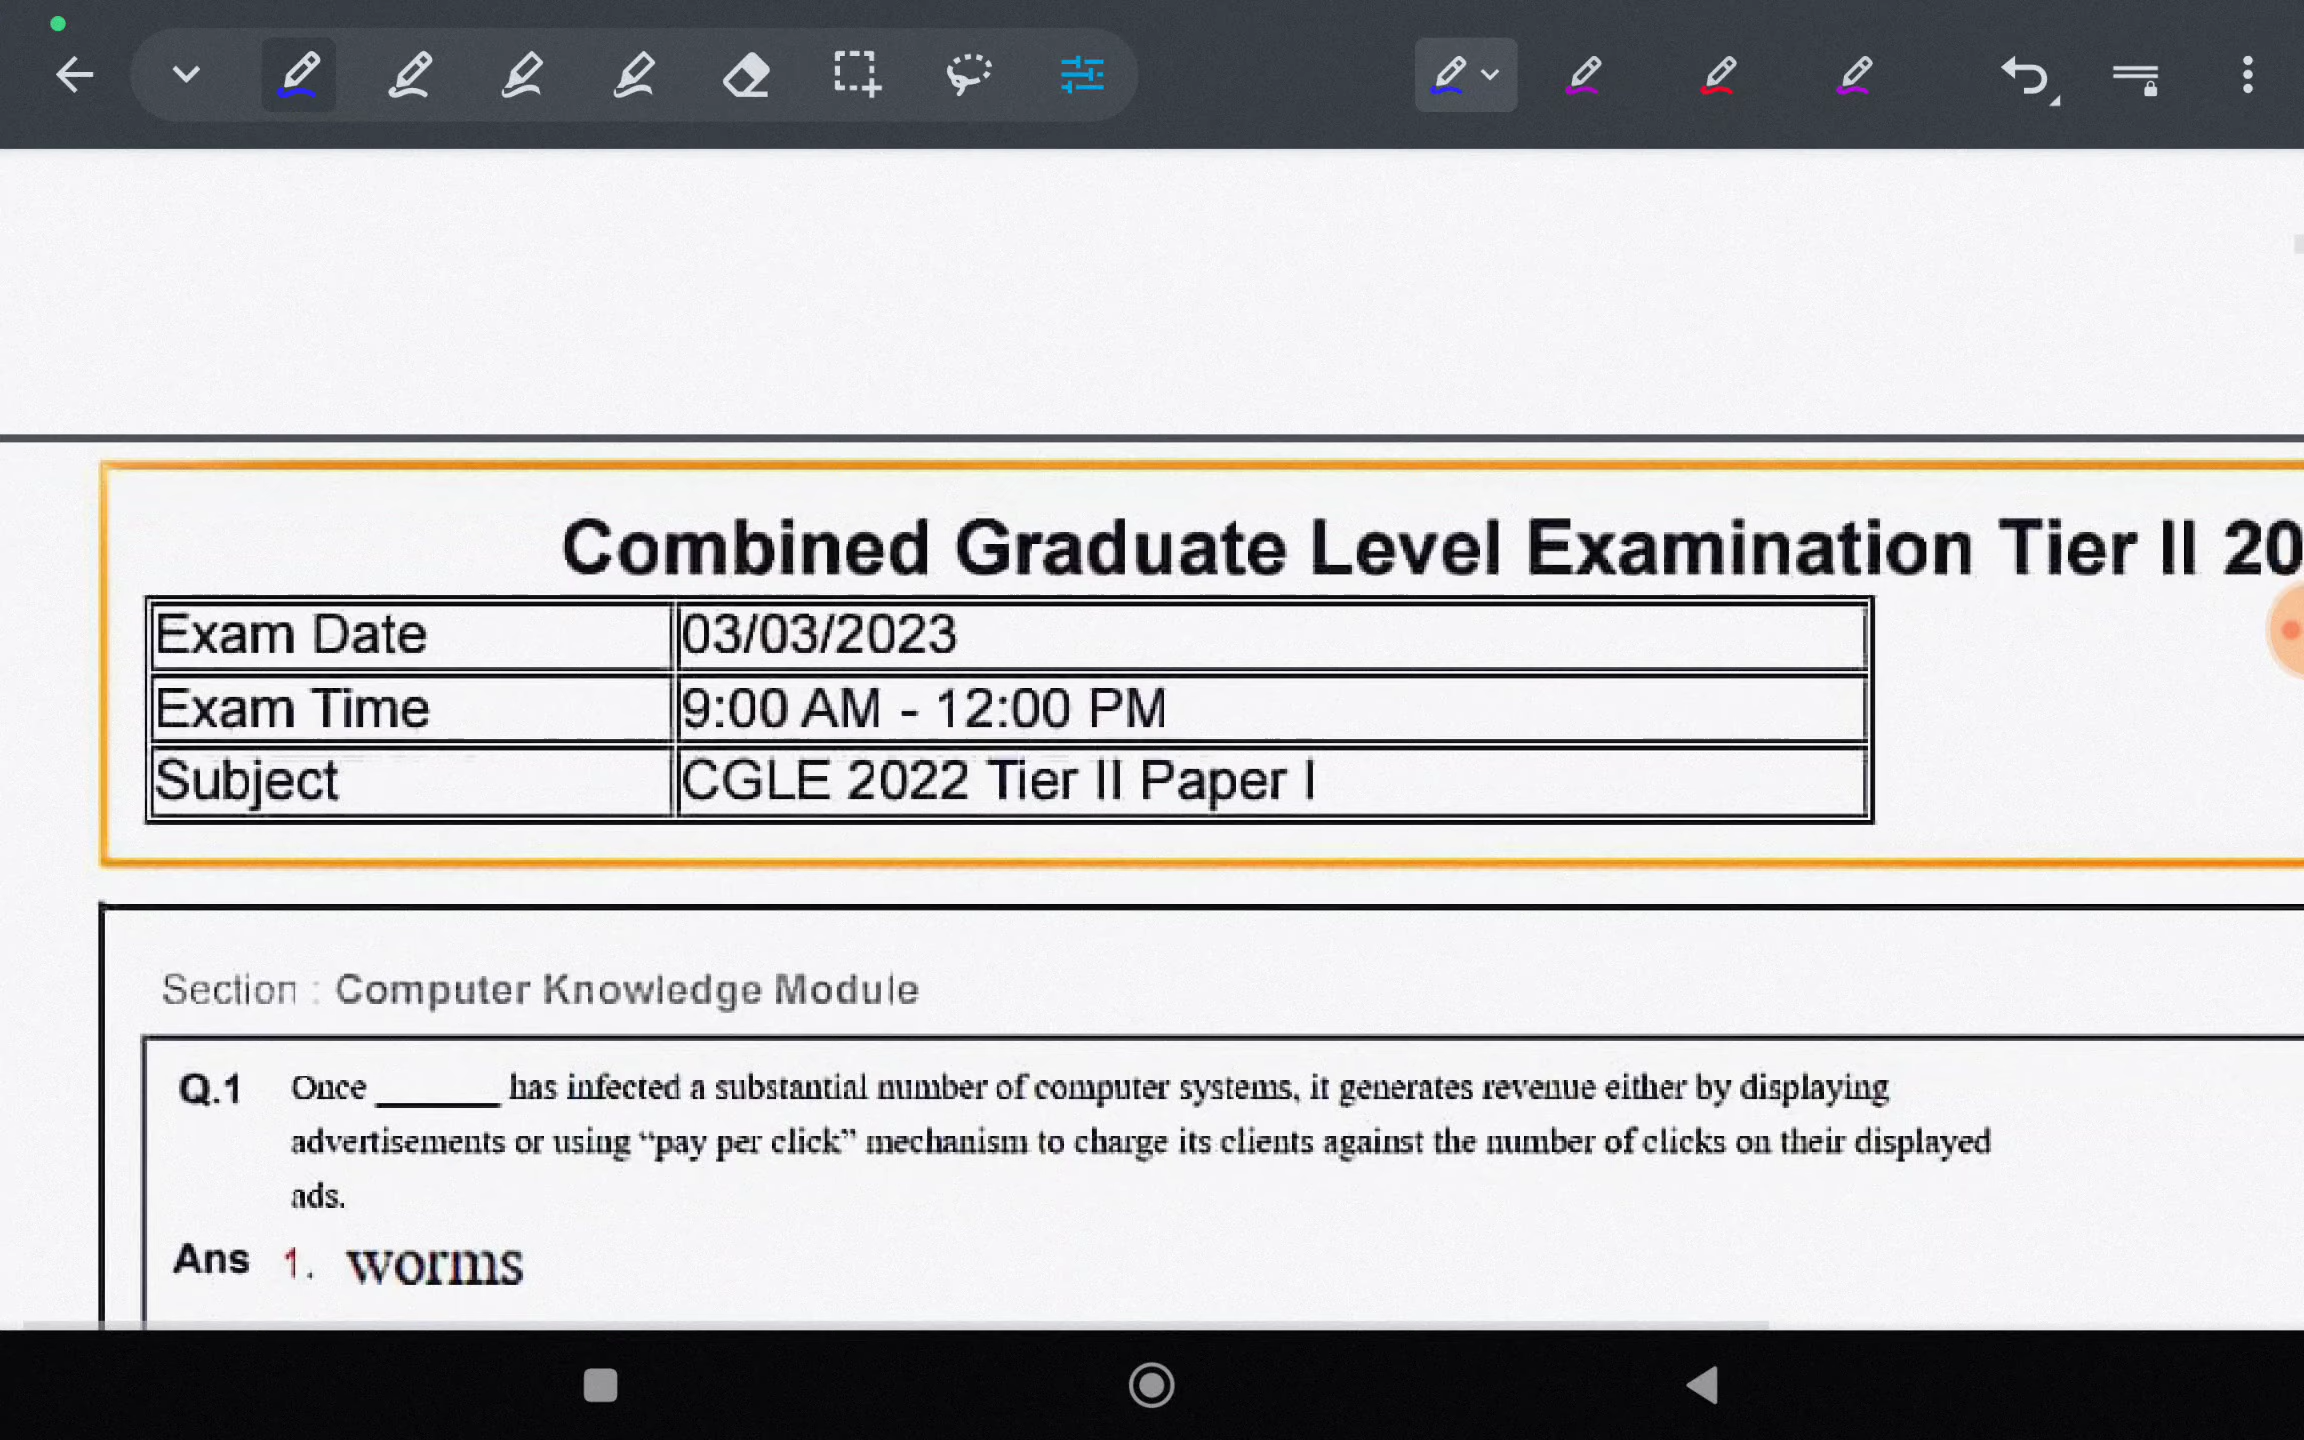 Combined Graduate Level Examination Tier II 20
Exam Date 03/03/2023
Exam Time 9:00 AM - 12:00 PM
Subject CGLE 2022 Tier II Paper I
Section : Computer Knowledge Module
Q.1 Once ______ has infected a substantial number of computer systems, it generates revenue either by displaying
advertisements or using “pay per click” mechanism to charge its clients against the number of clicks on their displayed
ads.
Ans 1. worms